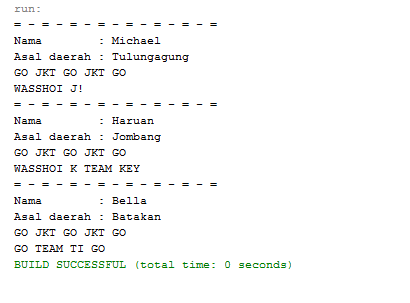 run:
= - = - = - = - = - = - = - =
Nama        : Michael
Asal daerah : Tulungagung
GO JKT GO JKT GO
WASSHOI J!
= - = - = - = - = - = - = - =
Nama        : Haruan
Asal daerah : Jombang
GO JKT GO JKT GO
WASSHOI K TEAM KEY
= - = - = - = - = - = - = - =
Nama        : Bella
Asal daerah : Batakan
GO JKT GO JKT GO
GO TEAM TI GO
BUILD SUCCESSFUL (total time: 0 seconds)